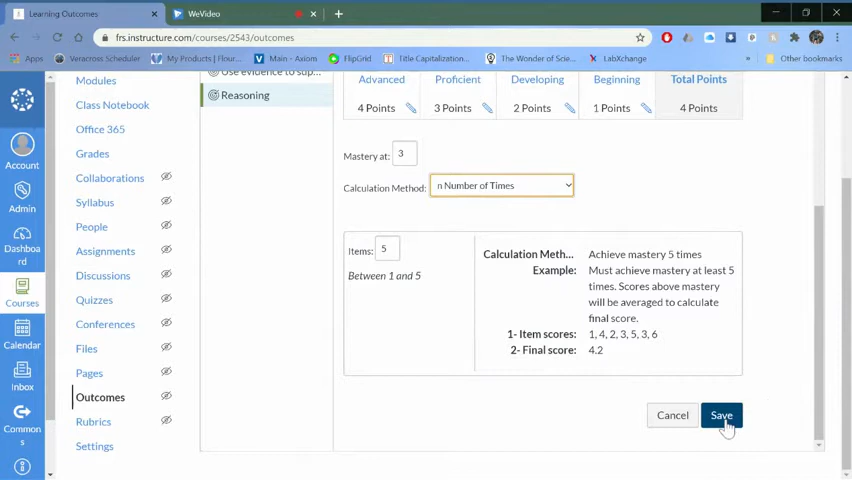 Learning Outcomes
WeVideo
frs.instructure.com/courses/2543/outcomes
Apps
Veracross Scheduler
My Products | Flour...
Main - Axiom
FlipGrid
Title Capitalization...
The Wonder of Scie...
LabXchange
»
Other bookmarks
Account
Admin
Dashboa
rd
Courses
Calendar
Inbox
Common
s
Modules
Class Notebook
Office 365
Grades
Collaborations
Syllabus
People
Assignments
Discussions
Quizzes
Conferences
Files
Pages
Outcomes
Rubrics
Settings
Use evidence to sup...
Reasoning
Advanced Proficient Developing Beginning Total Points
4 Points 3 Points 2 Points 1 Points 4 Points
Mastery at: 3
Calculation Method: n Number of Times
Items: 5
Between 1 and 5
Calculation Meth... Achieve mastery 5 times
Example: Must achieve mastery at least 5
times. Scores above mastery
will be averaged to calculate
final score.
1- Item scores: 1, 4, 2, 3, 5, 3, 6
2- Final score: 4.2
Cancel Save